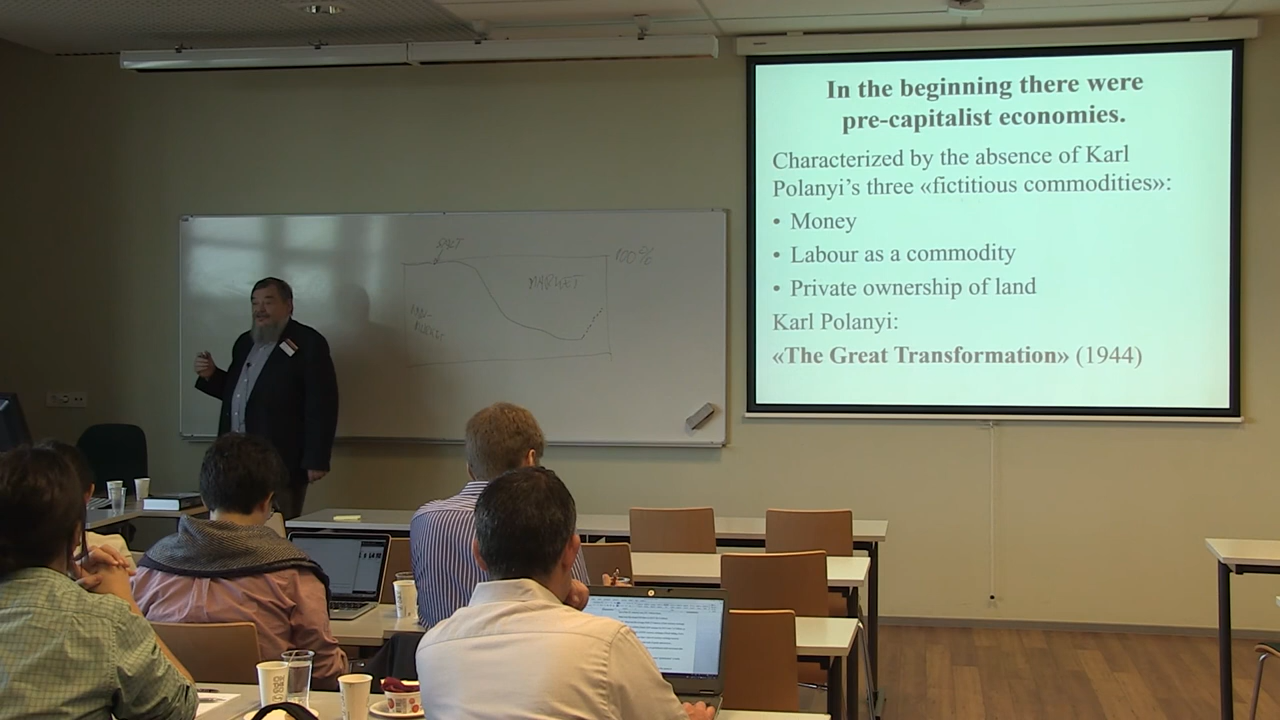 In the beginning there were
pre-capitalist economies.
Characterized by the absence of Karl
Polanyi's three «fictitious commodities»:
• Money
• Labour as a commodity
• Private ownership of land
Karl Polanyi:
«The Great Transformation» (1944)
100%
MARKET